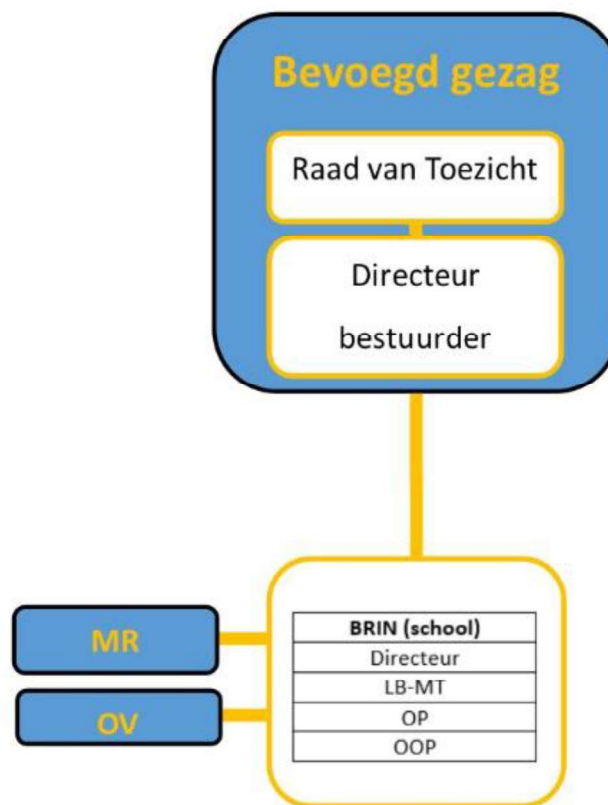 Bevoegd gezag
Raad van Toezicht
Directeur
bestuurder
MR
OV
BRIN (school)
Directeur
LB-MT
OP
OOP